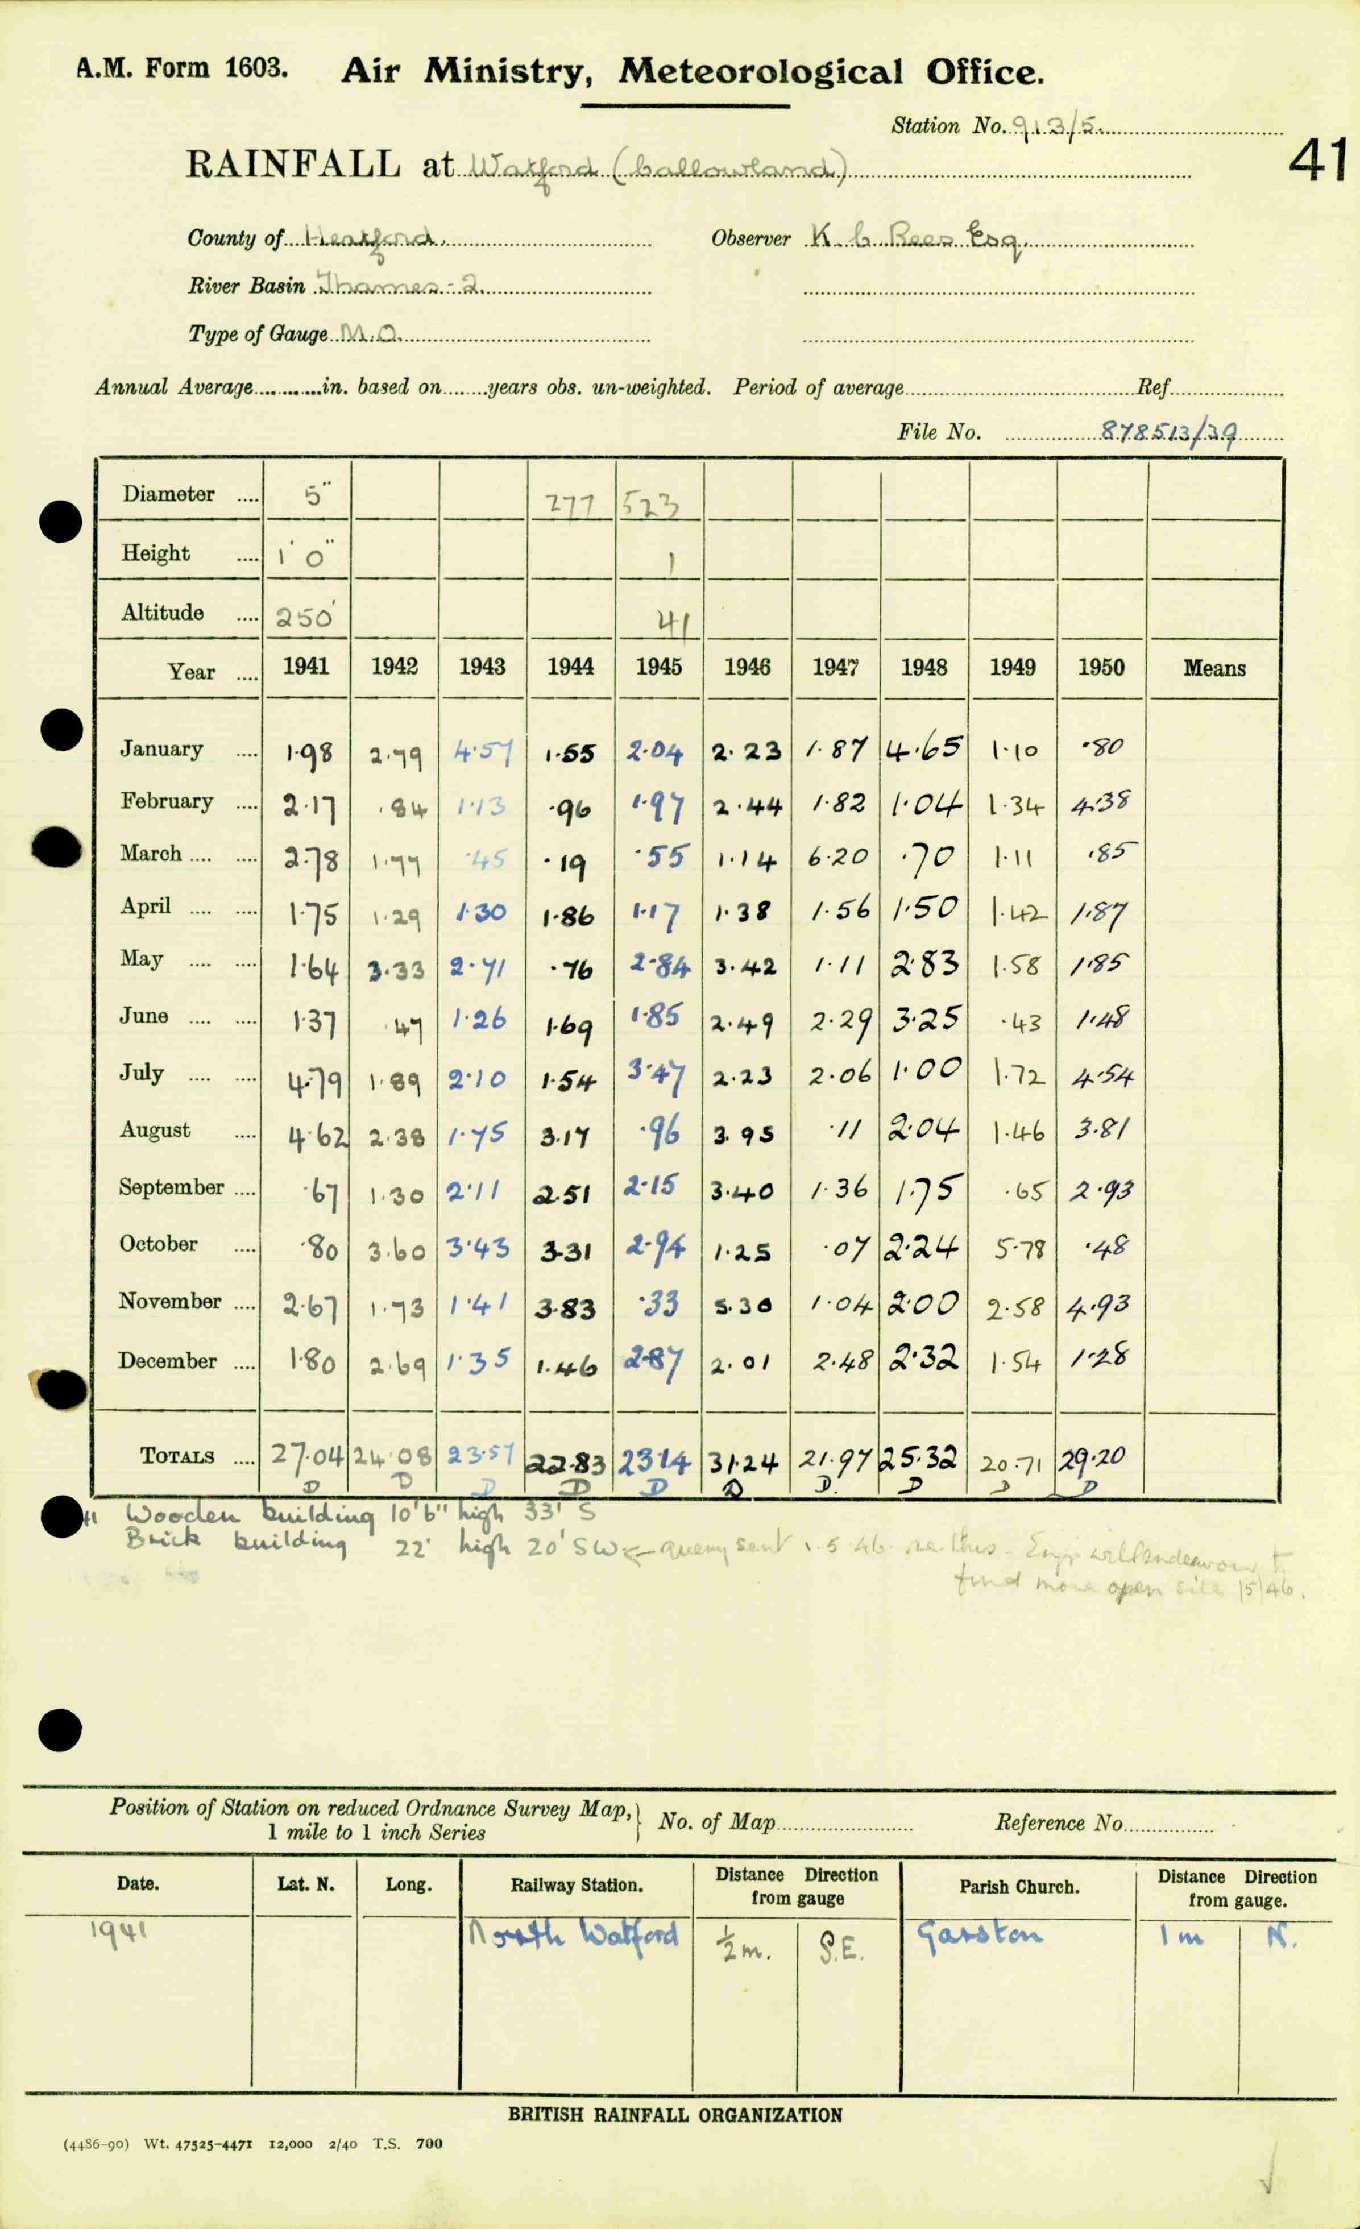 A.M. Form 1603. Air Ministry, Meteorological Office.
Station No. 913/5.
41
RAINFALL at Watford (Callowland)
County of Hertford. Observer K. C. Rees Esq.
River Basin Thames-2
Type of Gauge M.O.
Annual Average............in. based on........years obs. un-weighted. Period of average Ref.
File No. 878513/39
Diameter .... 5" 277 523
Height .... 1' 0" 1
Altitude .... 250' 41
Year .... 1941 1942 1943 1944 1945 1946 1947 1948 1949 1950 Means
January .... 1.98 2.79 4.57 1.55 2.04 2.23 1.87 4.65 1.10 .80
February .... 2.17 .84 1.13 .96 1.97 2.44 1.82 1.04 1.34 4.38
March .... .... 2.78 1.77 .45 .19 .55 1.14 6.20 .70 1.11 .85
April .... .... 1.75 1.29 1.30 1.86 1.17 1.38 1.56 1.50 1.42 1.87
May .... .... 1.64 3.33 2.71 .76 2.84 3.42 1.11 2.83 1.58 1.85
June .... .... 1.37 .47 1.26 1.69 1.85 2.49 2.29 3.25 .43 1.48
July .... .... 4.79 1.89 2.10 1.54 3.47 2.23 2.06 1.00 1.72 4.54
August .... 4.62 2.38 1.75 3.17 .96 3.95 .11 2.04 1.46 3.81
September .... .67 1.30 2.11 2.51 2.15 3.40 1.36 1.75 .65 2.93
October .... .80 3.60 3.43 3.31 2.94 1.25 .07 2.24 5.78 .48
November .... 2.67 1.73 1.41 3.83 .33 5.30 1.04 2.00 2.58 4.93
December .... 1.80 2.69 1.35 1.46 2.87 2.01 2.48 2.32 1.54 1.28
TOTALS .... 27.04 24.08 23.57 22.83 23.14 31.24 21.97 25.32 20.71 29.20
D D D D D D D D D D
41 Wooden building 10'6" high 33' S
Brick building 22' high 20' SW ← query sent 1.5.46 re this. will endeavour to
find more open site 15/46.
Position of Station on reduced Ordnance Survey Map,
1 mile to 1 inch Series
No. of Map Reference No.
Date. Lat. N. Long. Railway Station. Distance Direction from gauge Parish Church. Distance Direction from gauge.
1941 North Watford ½ m. S.E. Garston 1 m N.
BRITISH RAINFALL ORGANIZATION
(4486-90) Wt. 47525-4471 12,000 2/40 T.S. 700